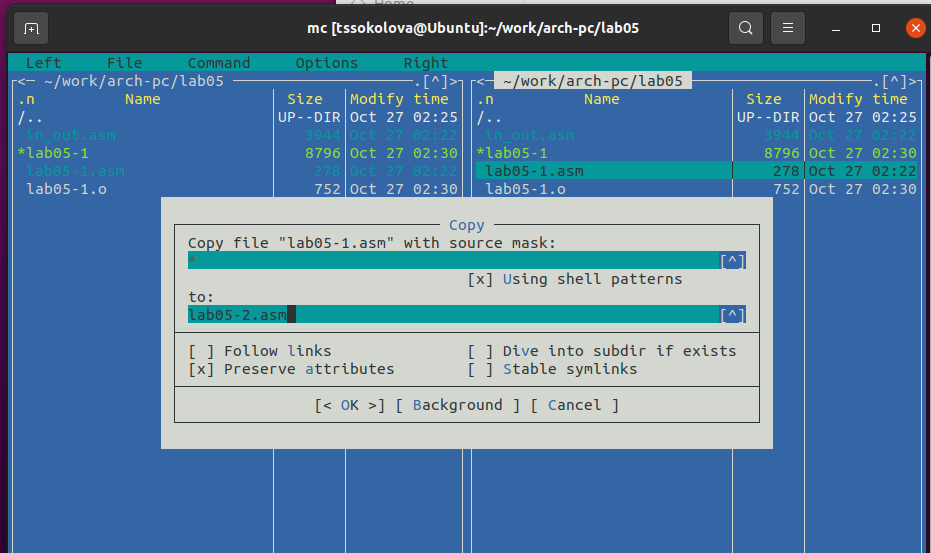 Home
mc [tssokolova@Ubuntu]:~/work/arch-pc/lab05
Left File Command Options Right
<─ ~/work/arch-pc/lab05 ─.[^]> <─ ~/work/arch-pc/lab05 ─.[^]>
.n Name Size Modify time .n Name Size Modify time
/.. UP--DIR Oct 27 02:25 /.. UP--DIR Oct 27 02:25
in_out.asm 3944 Oct 27 02:22 in_out.asm 3944 Oct 27 02:22
*lab05-1 8796 Oct 27 02:30 *lab05-1 8796 Oct 27 02:30
lab05-1.asm 278 Oct 27 02:22 lab05-1.asm 278 Oct 27 02:22
lab05-1.o 752 Oct 27 02:30 lab05-1.o 752 Oct 27 02:30
Copy
Copy file "lab05-1.asm" with source mask:
* [^]
[x] Using shell patterns
to:
lab05-2.asm [^]
[ ] Follow links [ ] Dive into subdir if exists
[x] Preserve attributes [ ] Stable symlinks
[< OK >] [ Background ] [ Cancel ]